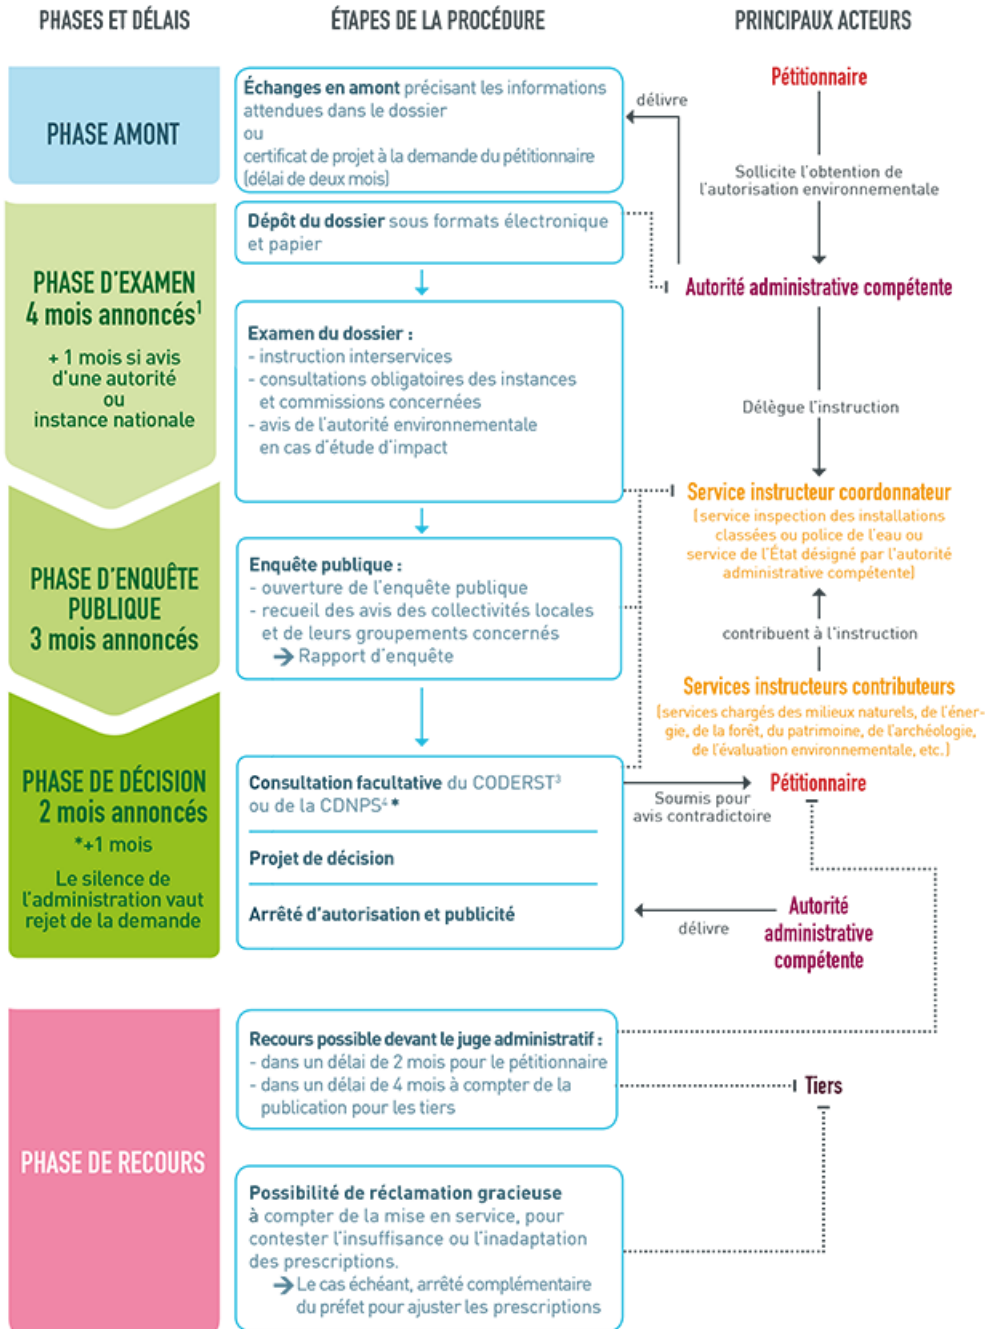 PHASES ET DÉLAIS
ÉTAPES DE LA PROCÉDURE
PRINCIPAUX ACTEURS
PHASE AMONT
Échanges en amont précisant les informations
attendues dans le dossier
ou
certificat de projet à la demande du pétitionnaire
(délai de deux mois)
délivre
Pétitionnaire
Sollicite l'obtention de
l'autorisation environnementale
Dépôt du dossier sous formats électronique
et papier
Autorité administrative compétente
PHASE D'EXAMEN
4 mois annoncés¹
+ 1 mois si avis
d'une autorité
ou
instance nationale
Examen du dossier :
- instruction interservices
- consultations obligatoires des instances
et commissions concernées
- avis de l'autorité environnementale
en cas d'étude d'impact
Délègue l'instruction
Service instructeur coordonnateur
(service inspection des installations
classées ou police de l'eau ou
service de l'État désigné par l'autorité
administrative compétente)
PHASE D'ENQUÊTE
PUBLIQUE
3 mois annoncés
Enquête publique :
- ouverture de l'enquête publique
- recueil des avis des collectivités locales
et de leurs groupements concernés
→ Rapport d'enquête
contribuent à l'instruction
Services instructeurs contributeurs
(services chargés des milieux naturels, de l'éner-
gie, de la forêt, du patrimoine, de l'archéologie,
de l'évaluation environnementale, etc.)
PHASE DE DÉCISION
2 mois annoncés
*+1 mois
Le silence de
l'administration vaut
rejet de la demande
Consultation facultative du CODERST³
ou de la CDNPS⁴ *
Projet de décision
Arrêté d'autorisation et publicité
Soumis pour
avis contradictoire
Pétitionnaire
délivre
Autorité
administrative
compétente
PHASE DE RECOURS
Recours possible devant le juge administratif :
- dans un délai de 2 mois pour le pétitionnaire
- dans un délai de 4 mois à compter de la
publication pour les tiers
Tiers
Possibilité de réclamation gracieuse
à compter de la mise en service, pour
contester l'insuffisance ou l'inadaptation
des prescriptions.
→ Le cas échéant, arrêté complémentaire
du préfet pour ajuster les prescriptions